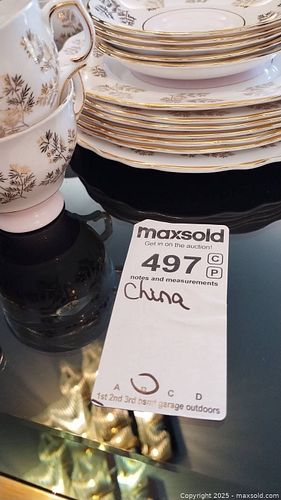 maxsold
Get in on the auction!
497 C
P
notes and measurements
China
A B C D
1st 2nd 3rd bsmt garage outdoors
Copyright 2025 - maxsold.com